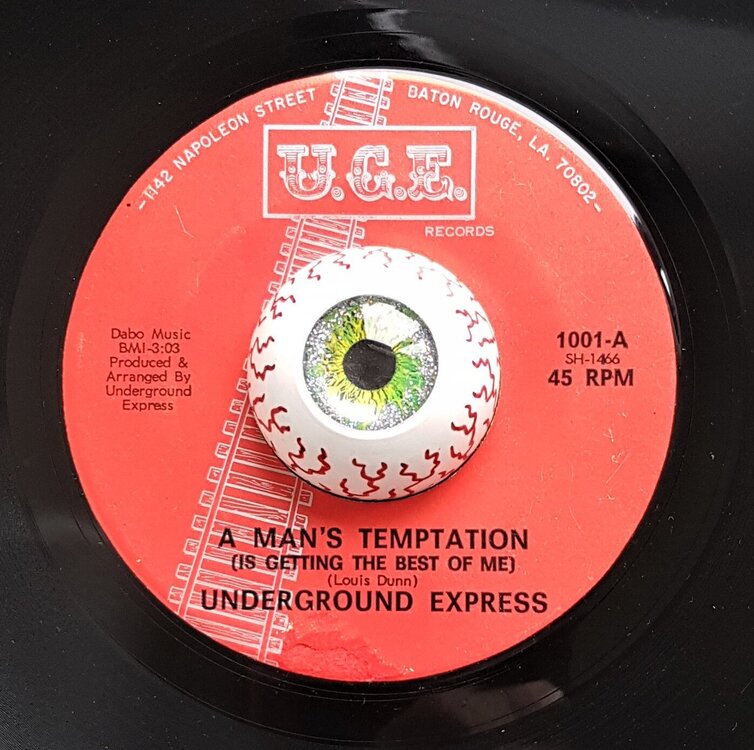 -1142 NAPOLEON STREET BATON ROUGE, LA. 70802-
U.G.E.
RECORDS
Dabo Music
BMI-3:03
Produced &
Arranged By
Underground
Express
1001-A
SH-1466
45 RPM
A MAN'S TEMPTATION
(IS GETTING THE BEST OF ME)
(Louis Dunn)
UNDERGROUND EXPRESS